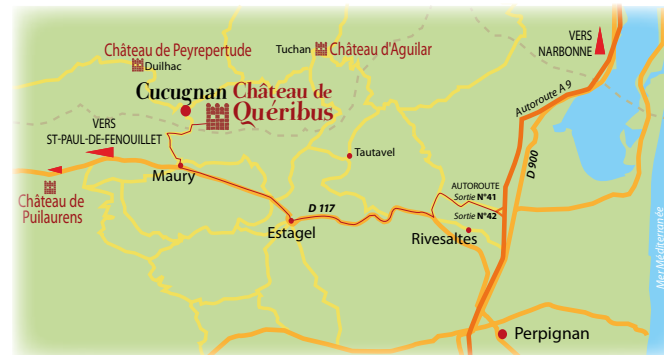 VERS
NARBONNE
Château de Peyrepertude
Duilhac
Tuchan
Château d'Aguilar
Cucugnan
Château de
Quéribus
Autoroute A 9
D 900
VERS
ST-PAUL-DE-FENOUILLET
Tautavel
Maury
Château de
Puilaurens
AUTOROUTE
Sortie N°41
Sortie N°42
D 117
Estagel
Rivesaltes
Mer Méditerranée
Perpignan